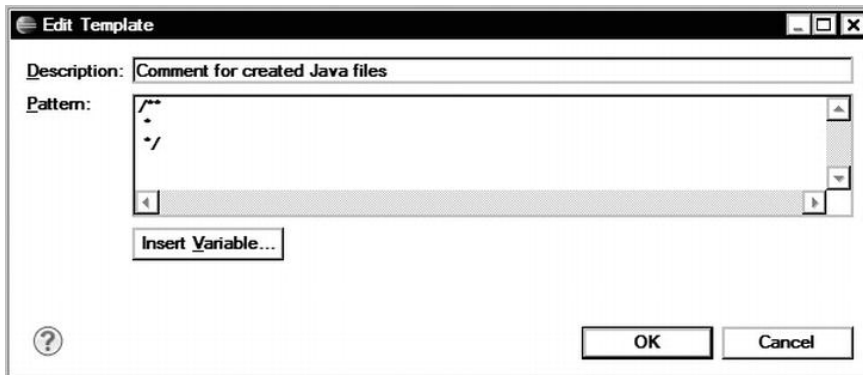 Edit Template
Description: Comment for created Java files
Pattern: /**
*
*/
Insert Variable...
?
OK Cancel